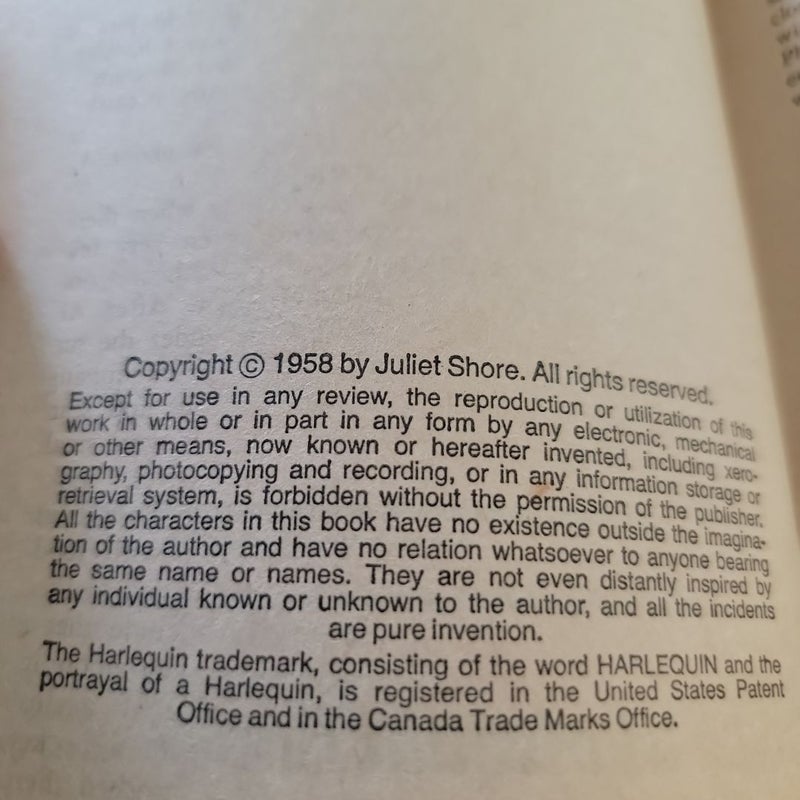 Copyright © 1958 by Juliet Shore. All rights reserved.
Except for use in any review, the reproduction or utilization of this
work in whole or in part in any form by any electronic, mechanical
or other means, now known or hereafter invented, including xero-
graphy, photocopying and recording, or in any information storage or
retrieval system, is forbidden without the permission of the publisher.
All the characters in this book have no existence outside the imagina-
tion of the author and have no relation whatsoever to anyone bearing
the same name or names. They are not even distantly inspired by
any individual known or unknown to the author, and all the incidents
are pure invention.
The Harlequin trademark, consisting of the word HARLEQUIN and the
portrayal of a Harlequin, is registered in the United States Patent
Office and in the Canada Trade Marks Office.